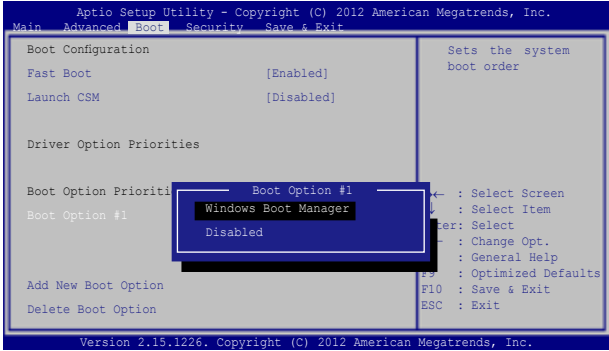 Aptio Setup Utility - Copyright (C) 2012 American Megatrends, Inc.
Main Advanced Boot Security Save & Exit
Boot Configuration
Fast Boot [Enabled]
Launch CSM [Disabled]
Driver Option Priorities
Boot Option Prioriti
Boot Option #1
Add New Boot Option
Delete Boot Option
Boot Option #1
Windows Boot Manager
Disabled
Sets the system
boot order
→← : Select Screen
↓ : Select Item
ter: Select
- : Change Opt.
: General Help
F9 : Optimized Defaults
F10 : Save & Exit
ESC : Exit
Version 2.15.1226. Copyright (C) 2012 American Megatrends, Inc.